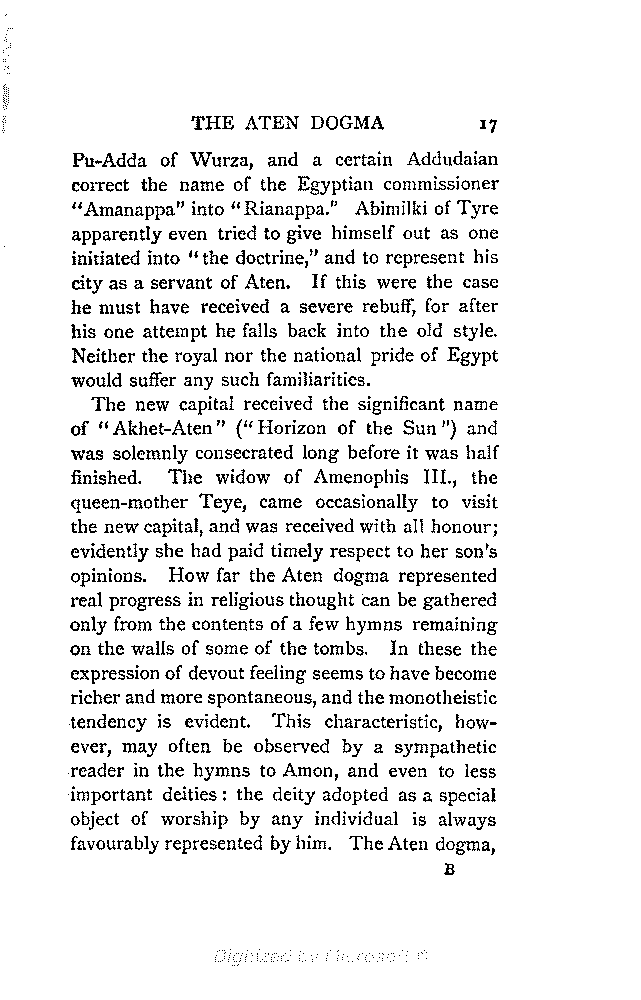 THE ATEN DOGMA 17
Pu-Adda of Wurza, and a certain Addudaian
correct the name of the Egyptian commissioner
"Amanappa" into "Rianappa." Abimilki of Tyre
apparently even tried to give himself out as one
initiated into "the doctrine," and to represent his
city as a servant of Aten. If this were the case
he must have received a severe rebuff, for after
his one attempt he falls back into the old style.
Neither the royal nor the national pride of Egypt
would suffer any such familiarities.
The new capital received the significant name
of "Akhet-Aten" ("Horizon of the Sun") and
was solemnly consecrated long before it was half
finished. The widow of Amenophis III., the
queen-mother Teye, came occasionally to visit
the new capital, and was received with all honour;
evidently she had paid timely respect to her son's
opinions. How far the Aten dogma represented
real progress in religious thought can be gathered
only from the contents of a few hymns remaining
on the walls of some of the tombs. In these the
expression of devout feeling seems to have become
richer and more spontaneous, and the monotheistic
tendency is evident. This characteristic, how-
ever, may often be observed by a sympathetic
reader in the hymns to Amon, and even to less
important deities: the deity adopted as a special
object of worship by any individual is always
favourably represented by him. The Aten dogma,
B
Digitized by Microsoft ®